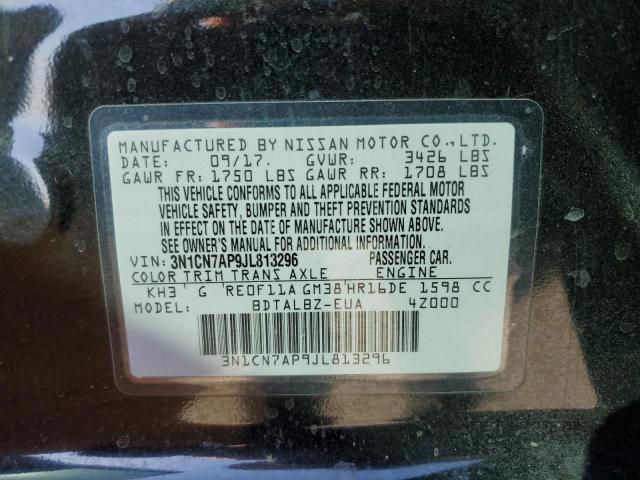 MANUFACTURED BY NISSAN MOTOR CO., LTD.
DATE 09/17. GVWR: 3426 LBS
GAWR FR: 1750 LBS GAWR RR: 1708 LBS
THIS VEHICLE CONFORMS TO ALL APPLICABLE FEDERAL MOTOR
VEHICLE SAFETY, BUMPER AND THEFT PREVENTION STANDARDS
IN EFFECT ON THE DATE OF MANUFACTURE SHOWN ABOVE.
SEE OWNER'S MANUAL FOR ADDITIONAL INFORMATION.
VIN: 3N1CN7AP9JL813296 PASSENGER CAR.
COLOR TRIM TRANS AXLE ENGINE
KH3 G RE0F11A GM38 HR16DE 1598 CC
MODEL: BDTALBZ-EUA 4Z000
3N1CN7AP9JL813296